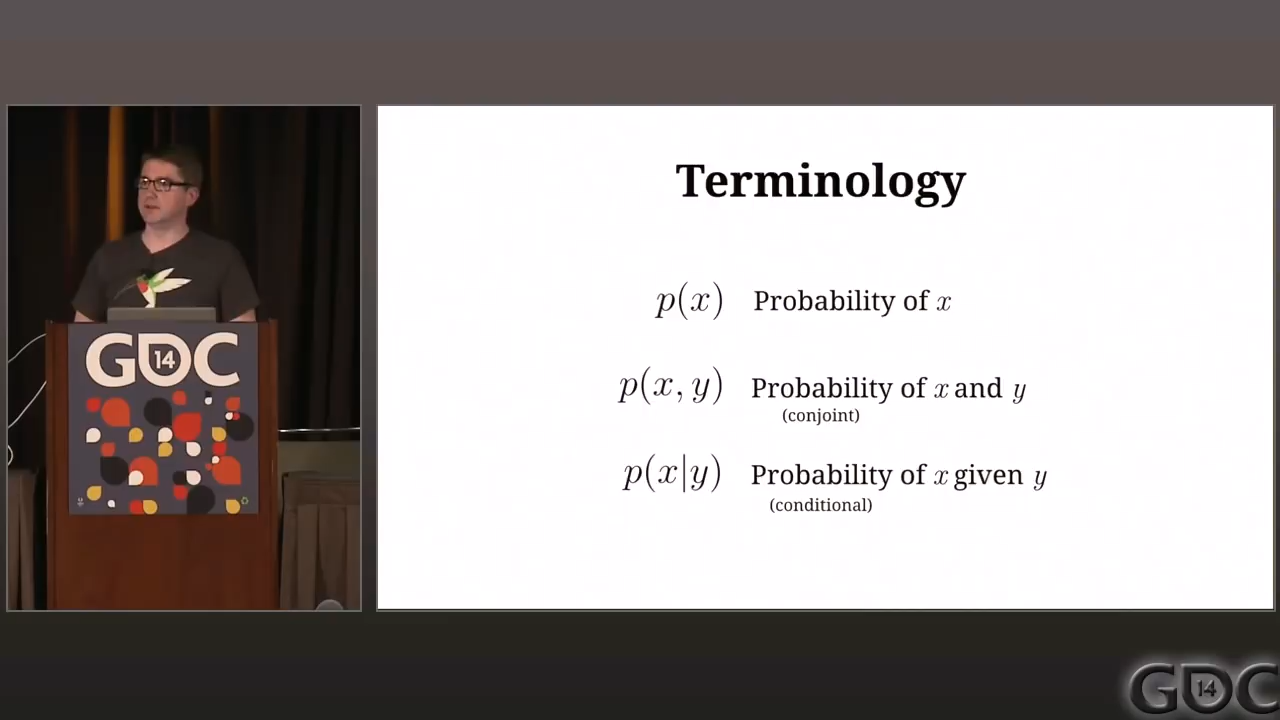 Terminology
p(x) Probability of x
p(x, y) Probability of x and y
(conjoint)
p(x|y) Probability of x given y
(conditional)
GDC
14
GDC
14